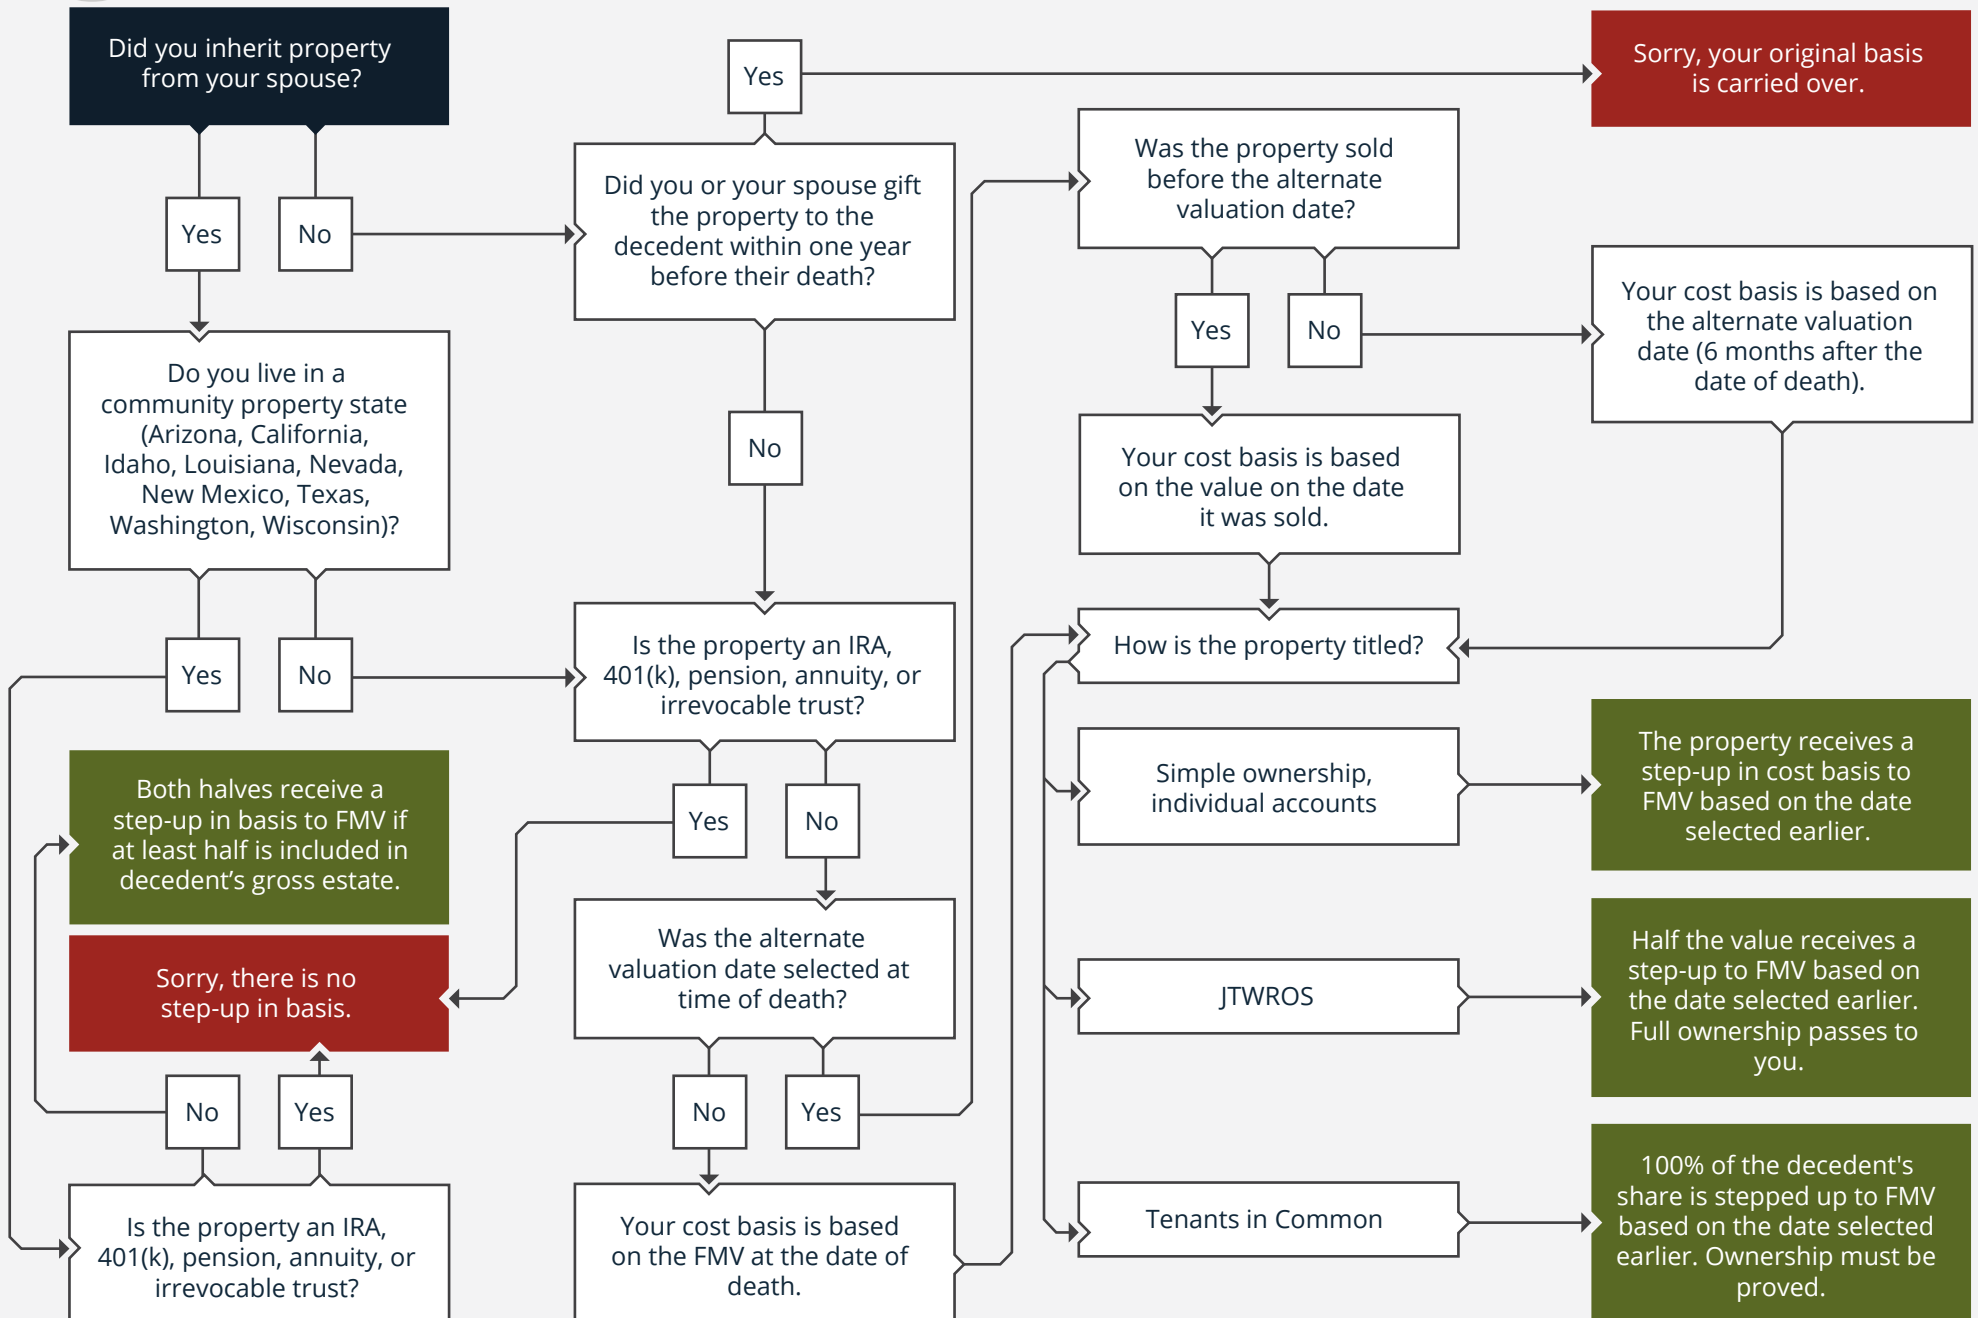 Did you inherit property
from your spouse?
Yes
No
Do you live in a
community property state
(Arizona, California,
Idaho, Louisiana, Nevada,
New Mexico, Texas,
Washington, Wisconsin)?
Yes
No
Both halves receive a
step-up in basis to FMV if
at least half is included in
decedent’s gross estate.
Sorry, there is no
step-up in basis.
No
Yes
Is the property an IRA,
401(k), pension, annuity, or
irrevocable trust?
Yes
Did you or your spouse gift
the property to the
decedent within one year
before their death?
No
Is the property an IRA,
401(k), pension, annuity, or
irrevocable trust?
Yes
No
Was the alternate
valuation date selected at
time of death?
No
Yes
Your cost basis is based
on the FMV at the date of
death.
Was the property sold
before the alternate
valuation date?
Yes
No
Your cost basis is based
on the value on the date
it was sold.
How is the property titled?
Simple ownership,
individual accounts
JTWROS
Tenants in Common
Sorry, your original basis
is carried over.
Your cost basis is based on
the alternate valuation
date (6 months after the
date of death).
The property receives a
step-up in cost basis to
FMV based on the date
selected earlier.
Half the value receives a
step-up to FMV based on
the date selected earlier.
Full ownership passes to
you.
100% of the decedent's
share is stepped up to FMV
based on the date selected
earlier. Ownership must be
proved.